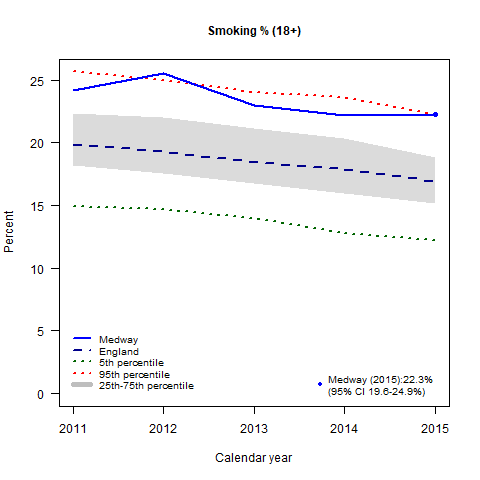 Smoking % (18+)
25
20
15
10
5
0
Percent
Medway
England
5th percentile
95th percentile
25th-75th percentile
Medway (2015):22.3%
(95% CI 19.6-24.9%)
2011
2012
2013
2014
2015
Calendar year